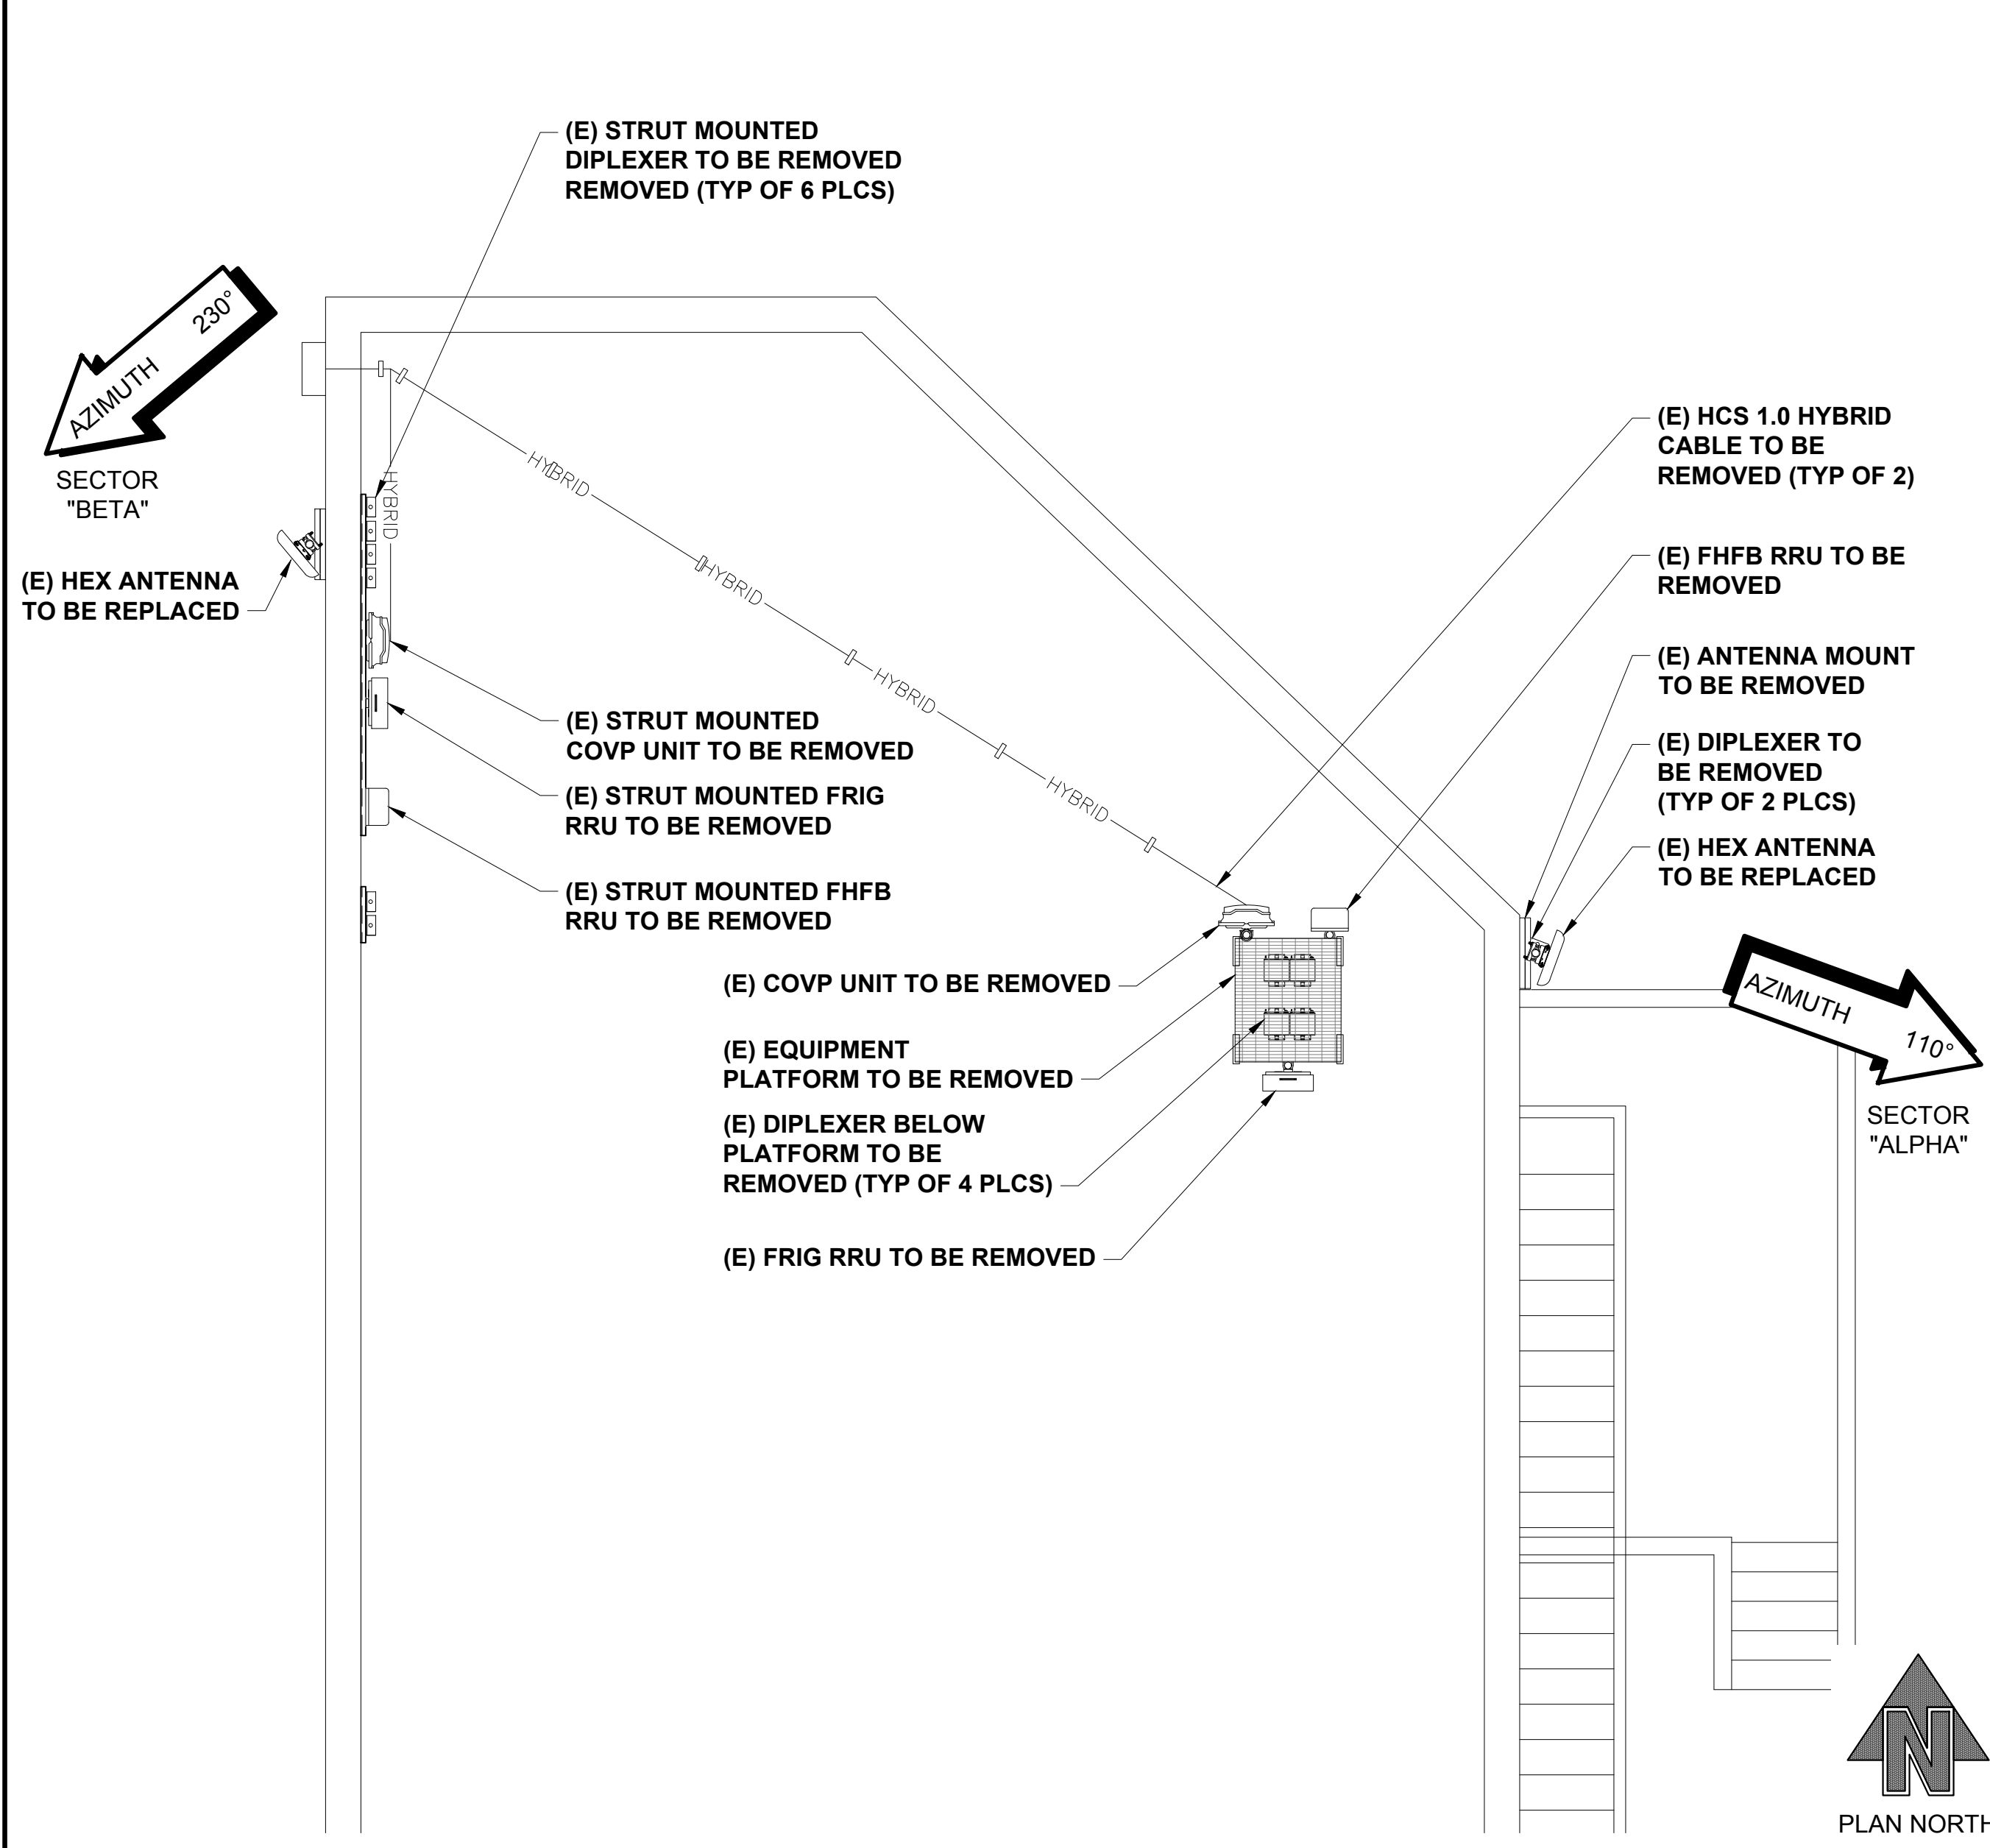 (E) STRUT MOUNTED
DIPLEXER TO BE REMOVED
REMOVED (TYP OF 6 PLCS)
AZIMUTH 230°
SECTOR
"BETA"
(E) HEX ANTENNA
TO BE REPLACED
HYBRID
HYBRID
HYBRID
HYBRID
HYBRID
(E) HCS 1.0 HYBRID
CABLE TO BE
REMOVED (TYP OF 2)
(E) FHFB RRU TO BE
REMOVED
(E) ANTENNA MOUNT
TO BE REMOVED
(E) DIPLEXER TO
BE REMOVED
(TYP OF 2 PLCS)
(E) HEX ANTENNA
TO BE REPLACED
(E) STRUT MOUNTED
COVP UNIT TO BE REMOVED
(E) STRUT MOUNTED FRIG
RRU TO BE REMOVED
(E) STRUT MOUNTED FHFB
RRU TO BE REMOVED
(E) COVP UNIT TO BE REMOVED
(E) EQUIPMENT
PLATFORM TO BE REMOVED
(E) DIPLEXER BELOW
PLATFORM TO BE
REMOVED (TYP OF 4 PLCS)
(E) FRIG RRU TO BE REMOVED
AZIMUTH 110°
SECTOR
"ALPHA"
N
PLAN NORTH